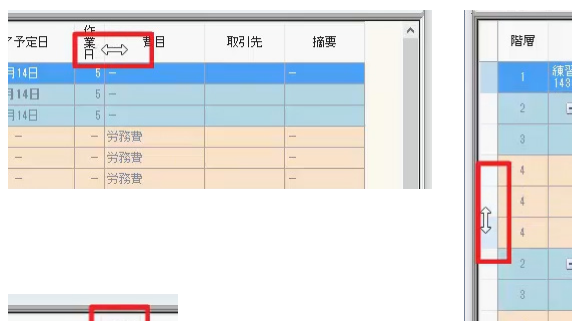 予定日 作業日 費目 取引先 摘要
月14日 5 - -
月14日 5 -
月14日 5 -
- - 労務費 -
- - 労務費 -
- - 労務費 -
階層
1 練習
143
2
3
4
4
4
2
3